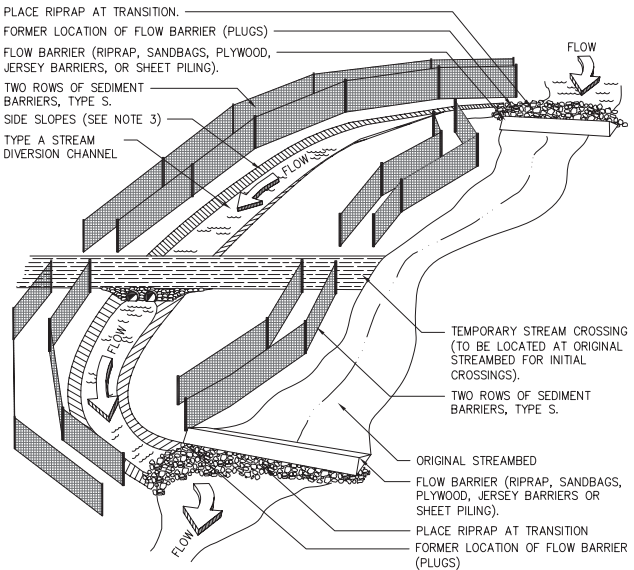 PLACE RIPRAP AT TRANSITION.
FORMER LOCATION OF FLOW BARRIER (PLUGS)
FLOW BARRIER (RIPRAP, SANDBAGS, PLYWOOD,
JERSEY BARRIERS, OR SHEET PILING).
TWO ROWS OF SEDIMENT
BARRIERS, TYPE S.
SIDE SLOPES (SEE NOTE 3)
TYPE A STREAM
DIVERSION CHANNEL
FLOW
FLOW
FLOW
TEMPORARY STREAM CROSSING
(TO BE LOCATED AT ORIGINAL
STREAMBED FOR INITIAL
CROSSINGS).
TWO ROWS OF SEDIMENT
BARRIERS, TYPE S.
ORIGINAL STREAMBED
FLOW BARRIER (RIPRAP, SANDBAGS,
PLYWOOD, JERSEY BARRIERS OR
SHEET PILING).
PLACE RIPRAP AT TRANSITION
FORMER LOCATION OF FLOW BARRIER
(PLUGS)
FLOW